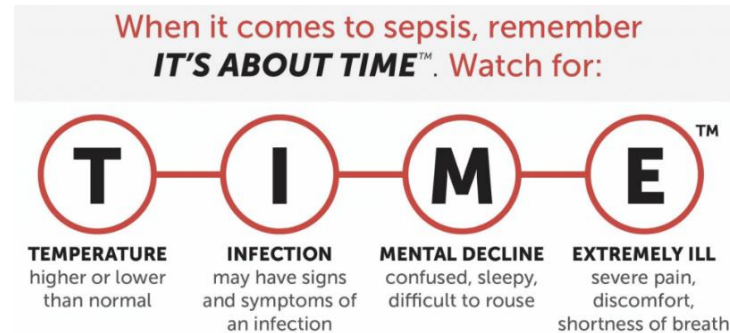 When it comes to sepsis, remember
IT'S ABOUT TIME™. Watch for:
T I M E™
TEMPERATURE
higher or lower
than normal
INFECTION
may have signs
and symptoms of
an infection
MENTAL DECLINE
confused, sleepy,
difficult to rouse
EXTREMELY ILL
severe pain,
discomfort,
shortness of breath